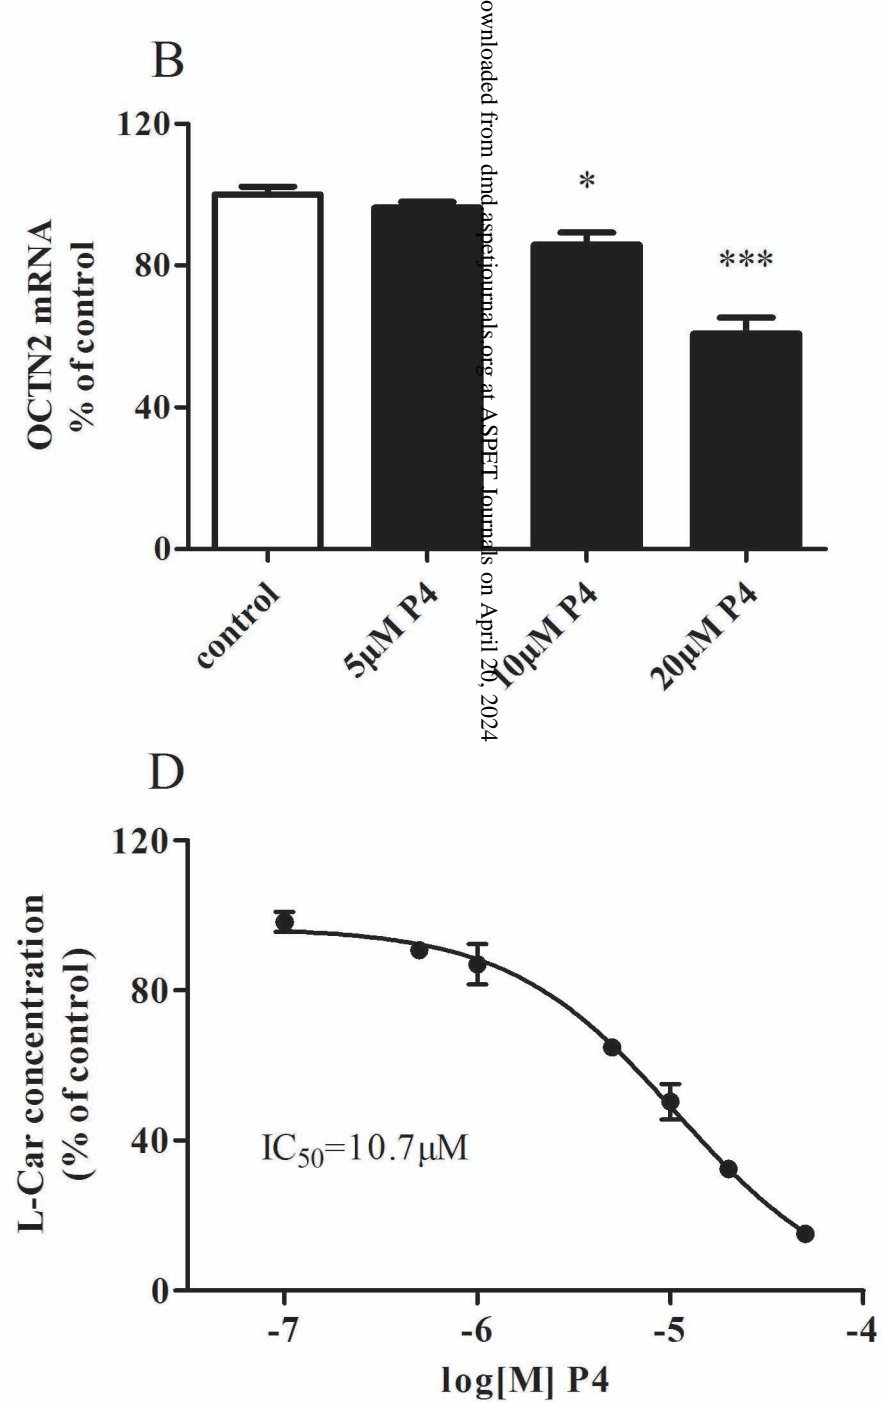 B
120
80
40
0
OCTN2 mRNA
% of control
*
***
control
5µM P4
10µM P4
20µM P4
ownloaded from dmd.aspetjournals.org at ASPET Journals on April 20, 2024
D
120
80
40
0
L-Car concentration
(% of control)
IC50=10.7µM
-7
-6
-5
-4
log[M] P4